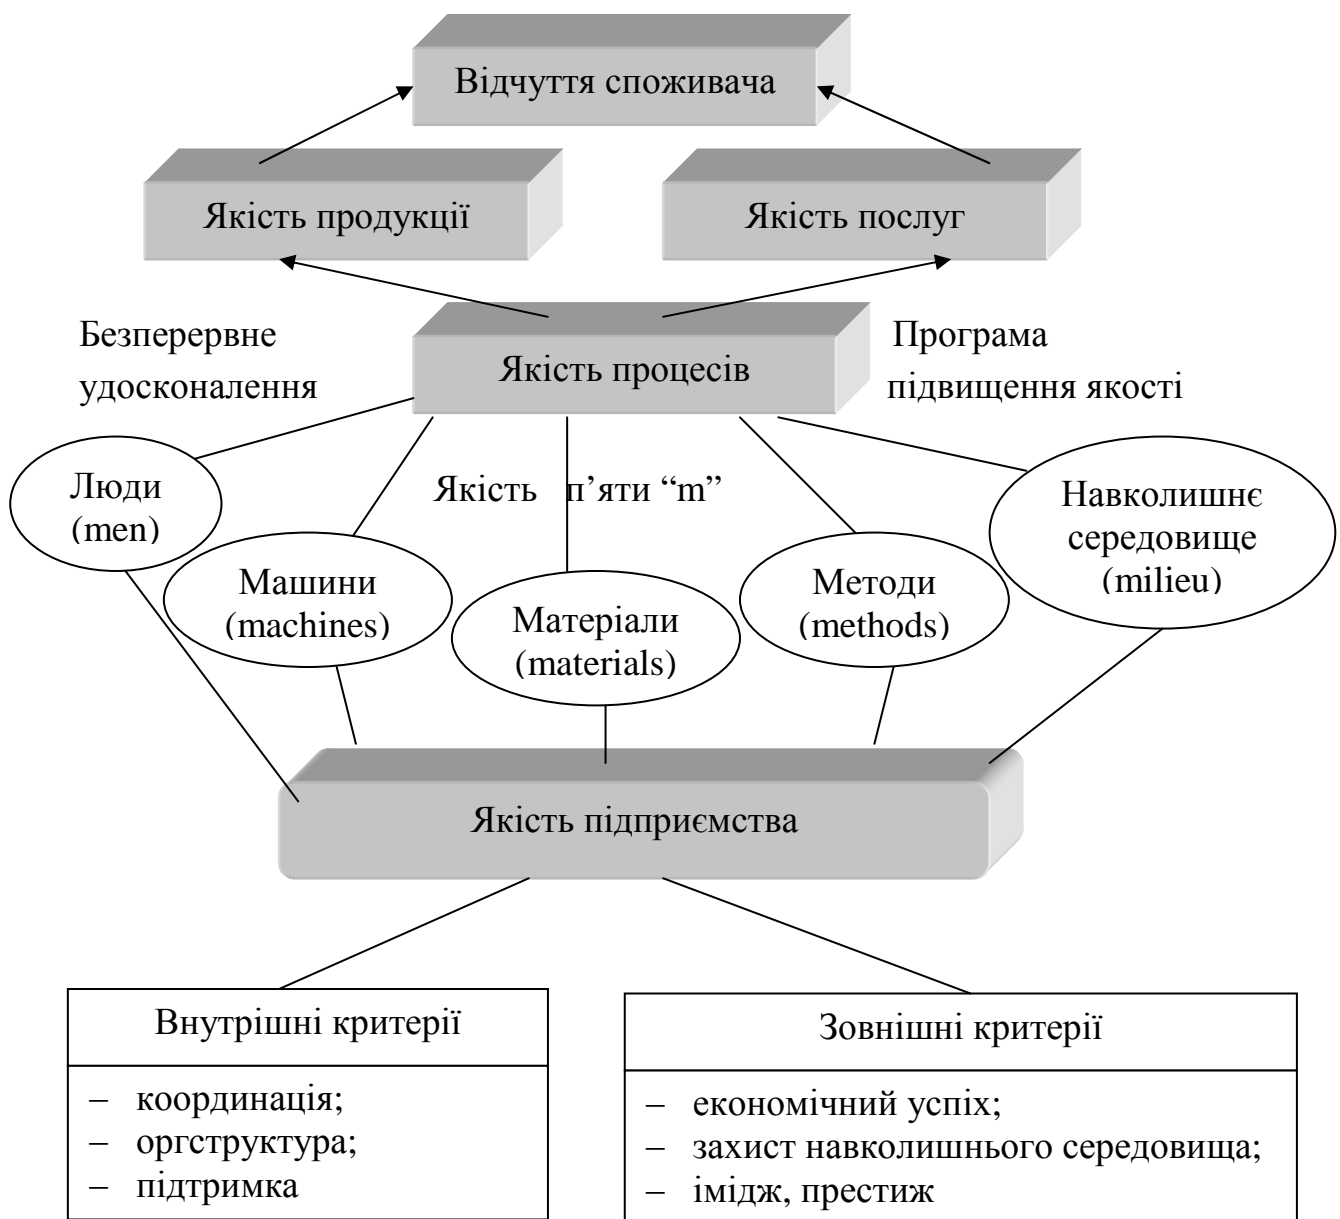 Відчуття споживача
Якість продукції
Якість послуг
Безперервне
удосконалення
Якість процесів
Програма
підвищення якості
Люди
(men)
Якість п’яти “m”
Навколишнє
середовище
(milieu)
Машини
(machines)
Матеріали
(materials)
Методи
(methods)
Якість підприємства
Внутрішні критерії
– координація;
– оргструктура;
– підтримка
Зовнішні критерії
– економічний успіх;
– захист навколишнього середовища;
– імідж, престиж